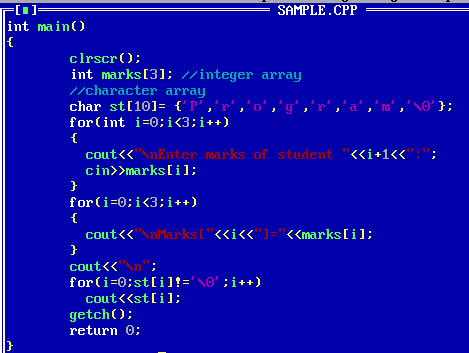 SAMPLE.CPP
int main()
{
clrscr();
int marks[3]; //integer array
//character array
char st[10]= {'P','r','o','g','r','a','m','\0'};
for(int i=0;i<3;i++)
{
cout<<"\nEnter marks of student "<<i+1<<":";
cin>>marks[i];
}
for(i=0;i<3;i++)
{
cout<<"\nMarks["<<i<<"]="<<marks[i];
}
cout<<"\n";
for(i=0;st[i]!='\0';i++)
cout<<st[i];
getch();
return 0;
}